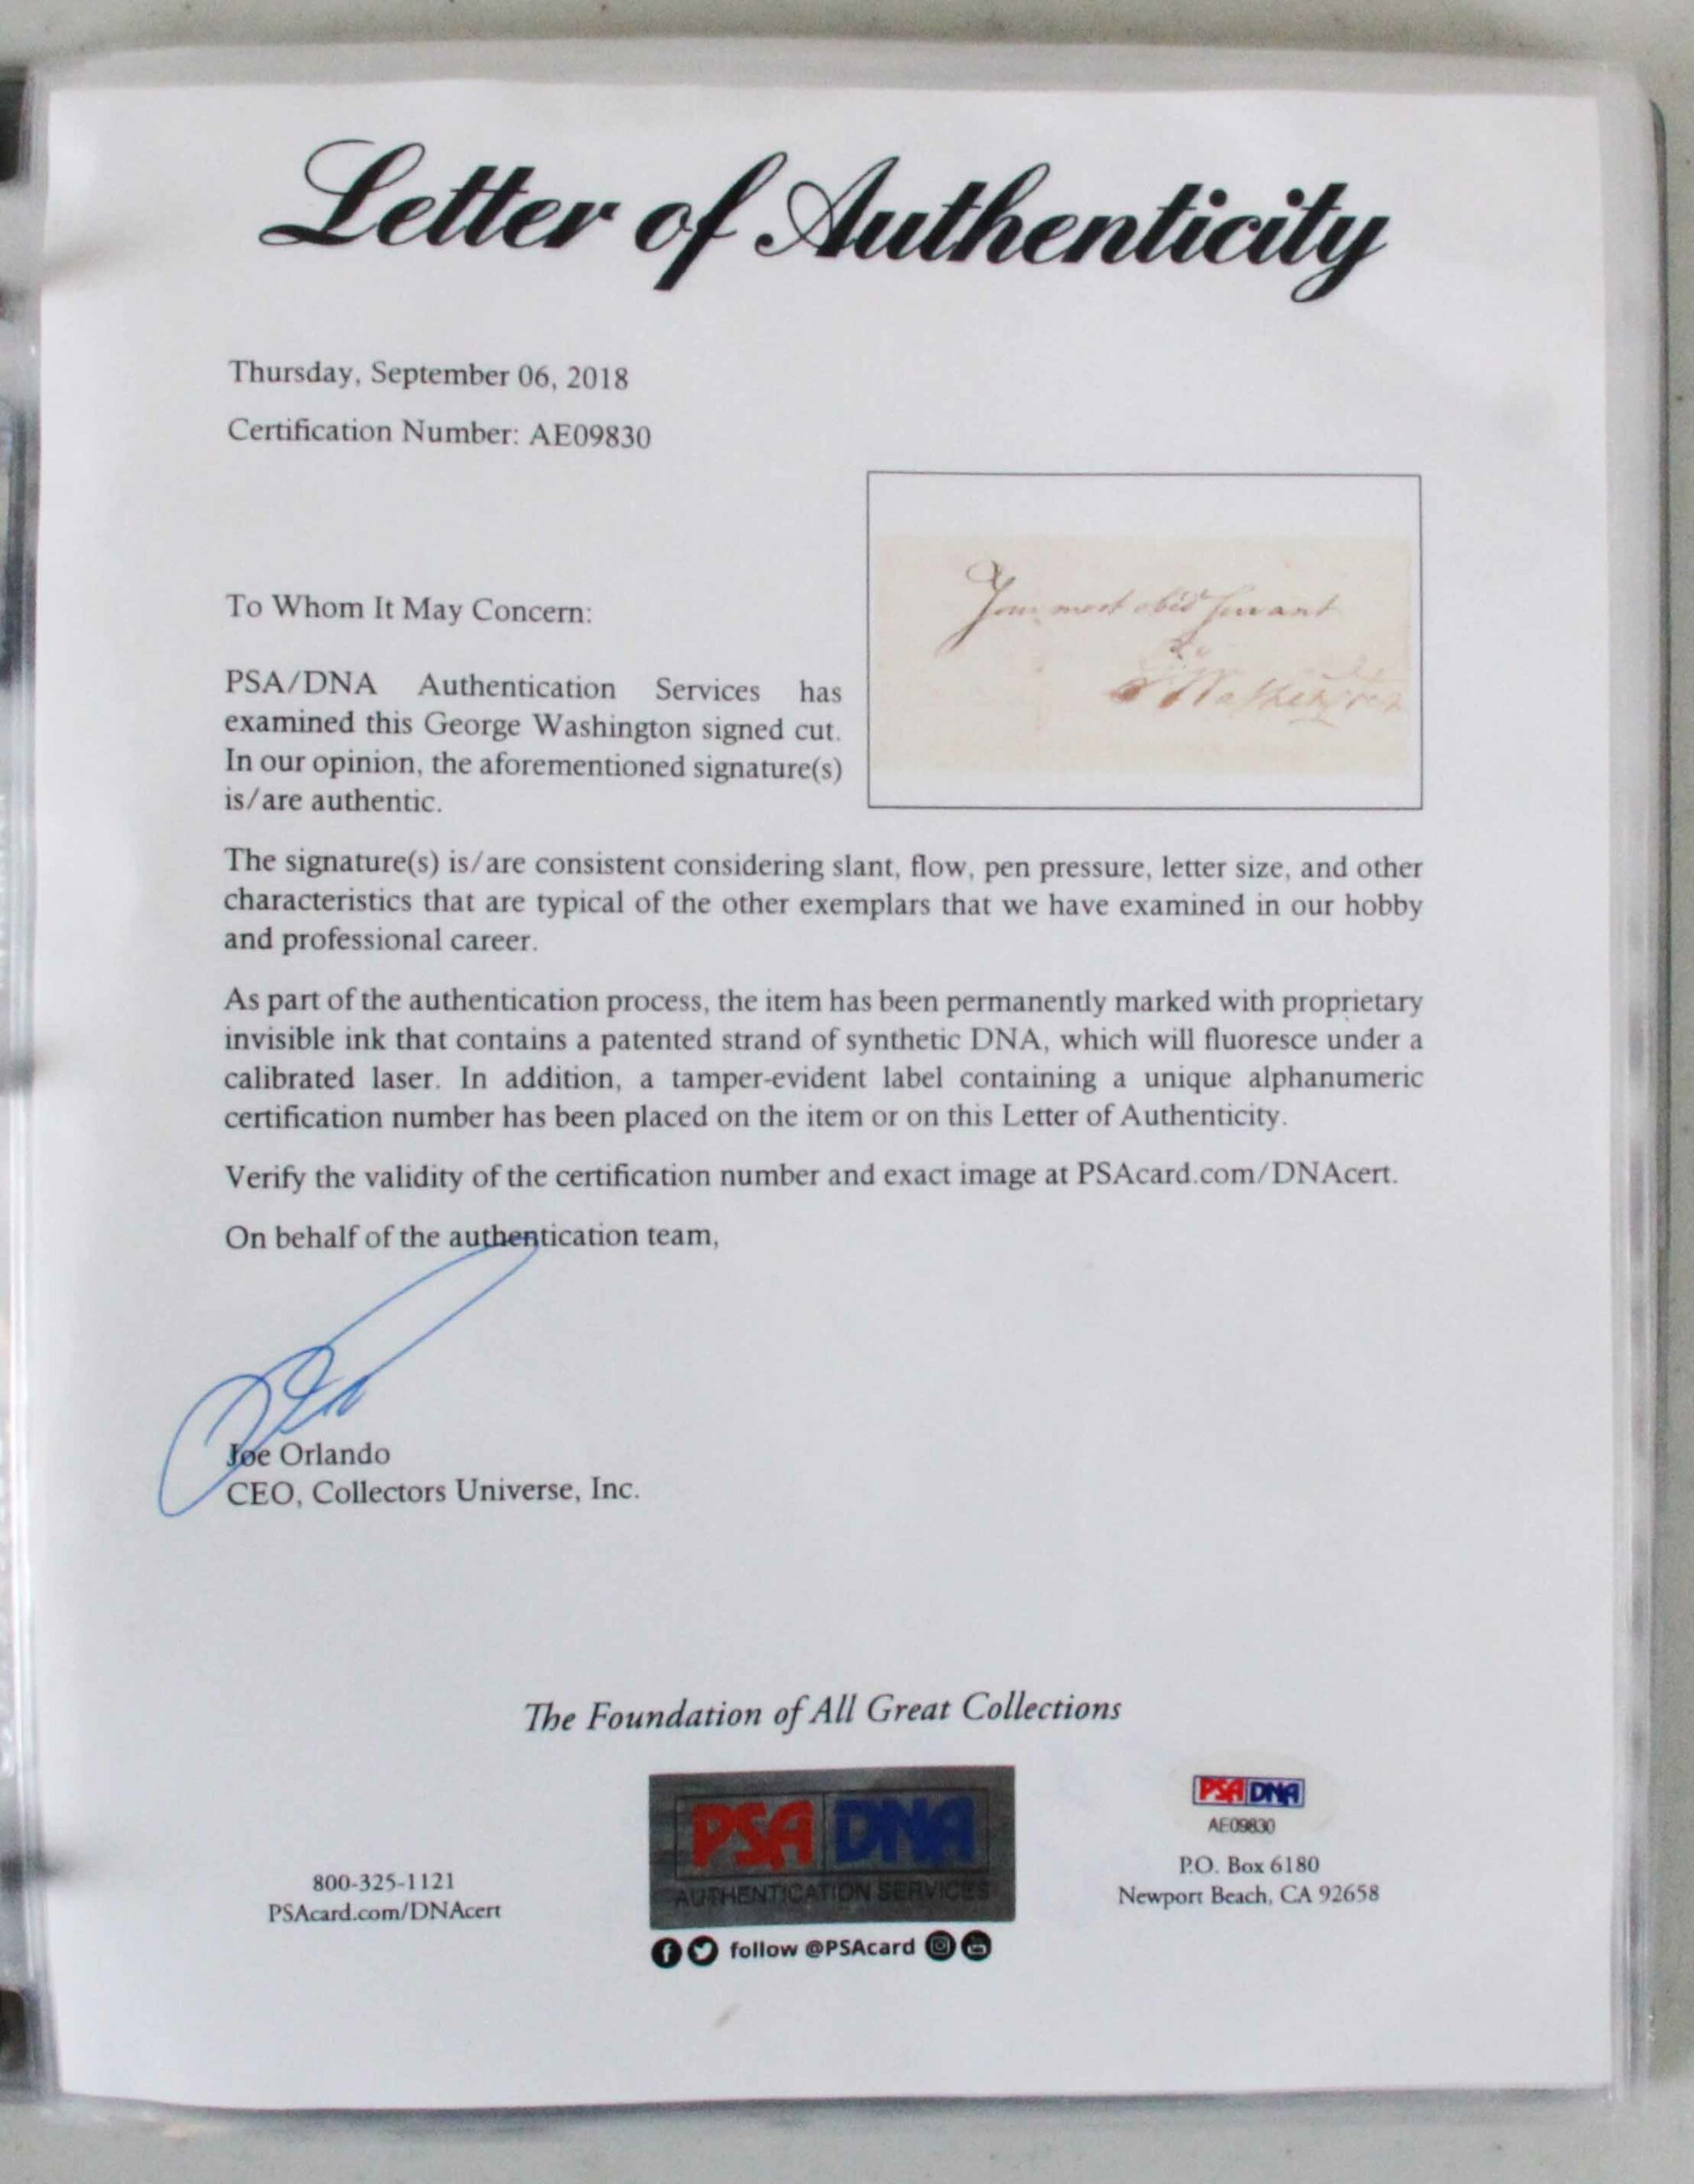 Letter of Authenticity
Thursday, September 06, 2018
Certification Number: AE09830
Your most obed servant
G Washington
To Whom It May Concern:
PSA/DNA Authentication Services has
examined this George Washington signed cut.
In our opinion, the aforementioned signature(s)
is/are authentic.
The signature(s) is/are consistent considering slant, flow, pen pressure, letter size, and other
characteristics that are typical of the other exemplars that we have examined in our hobby
and professional career.
As part of the authentication process, the item has been permanently marked with proprietary
invisible ink that contains a patented strand of synthetic DNA, which will fluoresce under a
calibrated laser. In addition, a tamper-evident label containing a unique alphanumeric
certification number has been placed on the item or on this Letter of Authenticity.
Verify the validity of the certification number and exact image at PSAcard.com/DNAcert.
On behalf of the authentication team,
Joe Orlando
CEO, Collectors Universe, Inc.
The Foundation of All Great Collections
800-325-1121
PSAcard.com/DNAcert
PSA DNA
AUTHENTICATION SERVICES
follow @PSAcard
PSA DNA
AE09830
P.O. Box 6180
Newport Beach, CA 92658